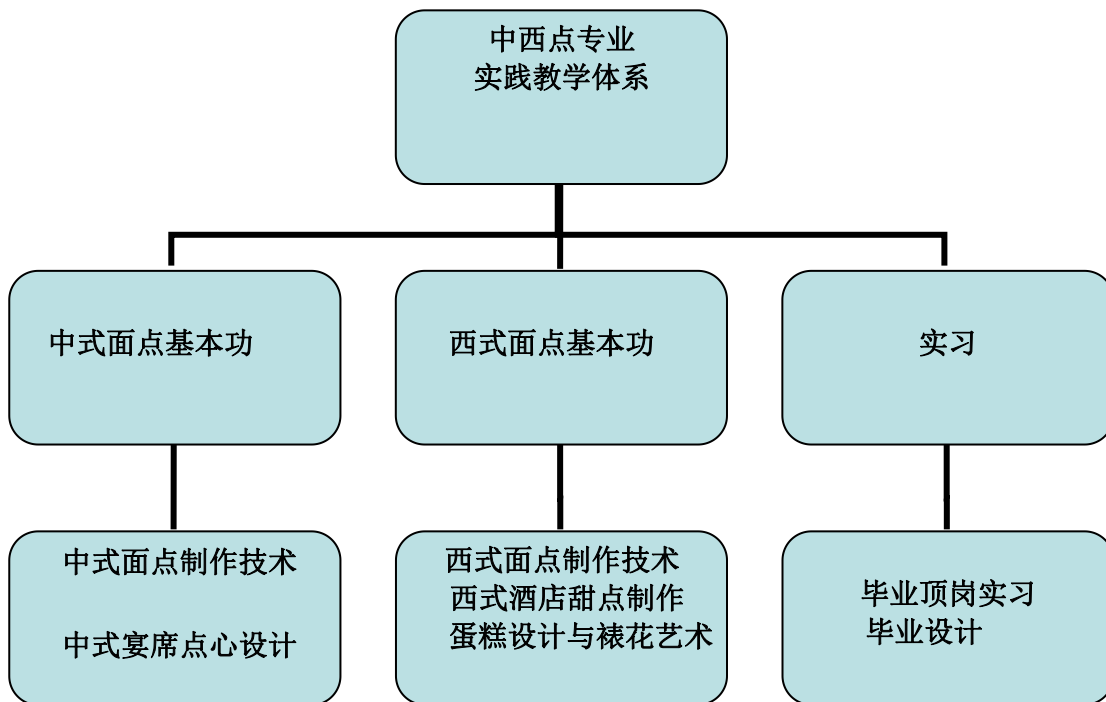 中西点专业
实践教学体系
中式面点基本功
西式面点基本功
实习
中式面点制作技术
中式宴席点心设计
西式面点制作技术
西式酒店甜点制作
蛋糕设计与裱花艺术
毕业顶岗实习
毕业设计